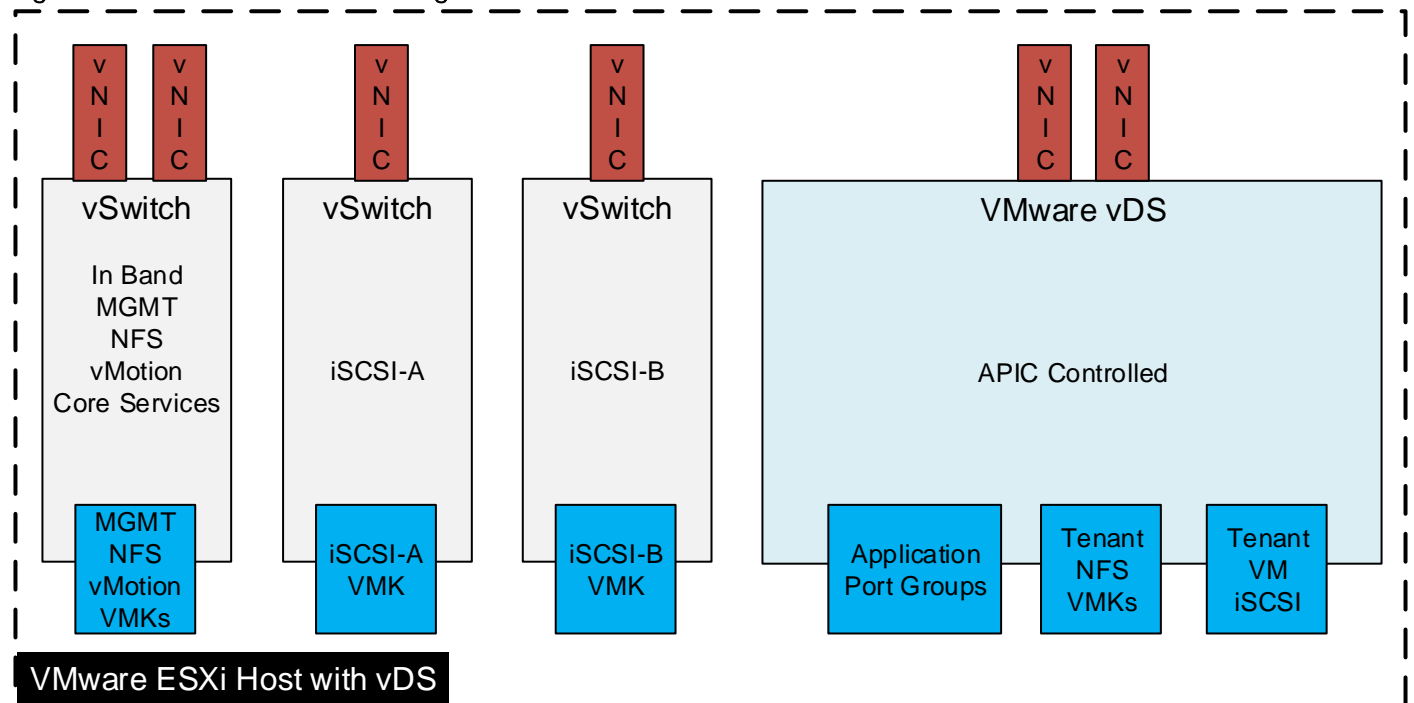 v
N
I
C
v
N
I
C
v
N
I
C
v
N
I
C
v
N
I
C
v
N
I
C
vSwitch
In Band
MGMT
NFS
vMotion
Core Services
MGMT
NFS
vMotion
VMKs
vSwitch
iSCSI-A
iSCSI-A
VMK
vSwitch
iSCSI-B
iSCSI-B
VMK
VMware vDS
APIC Controlled
Application
Port Groups
Tenant
NFS
VMKs
Tenant
VM
iSCSI
VMware ESXi Host with vDS